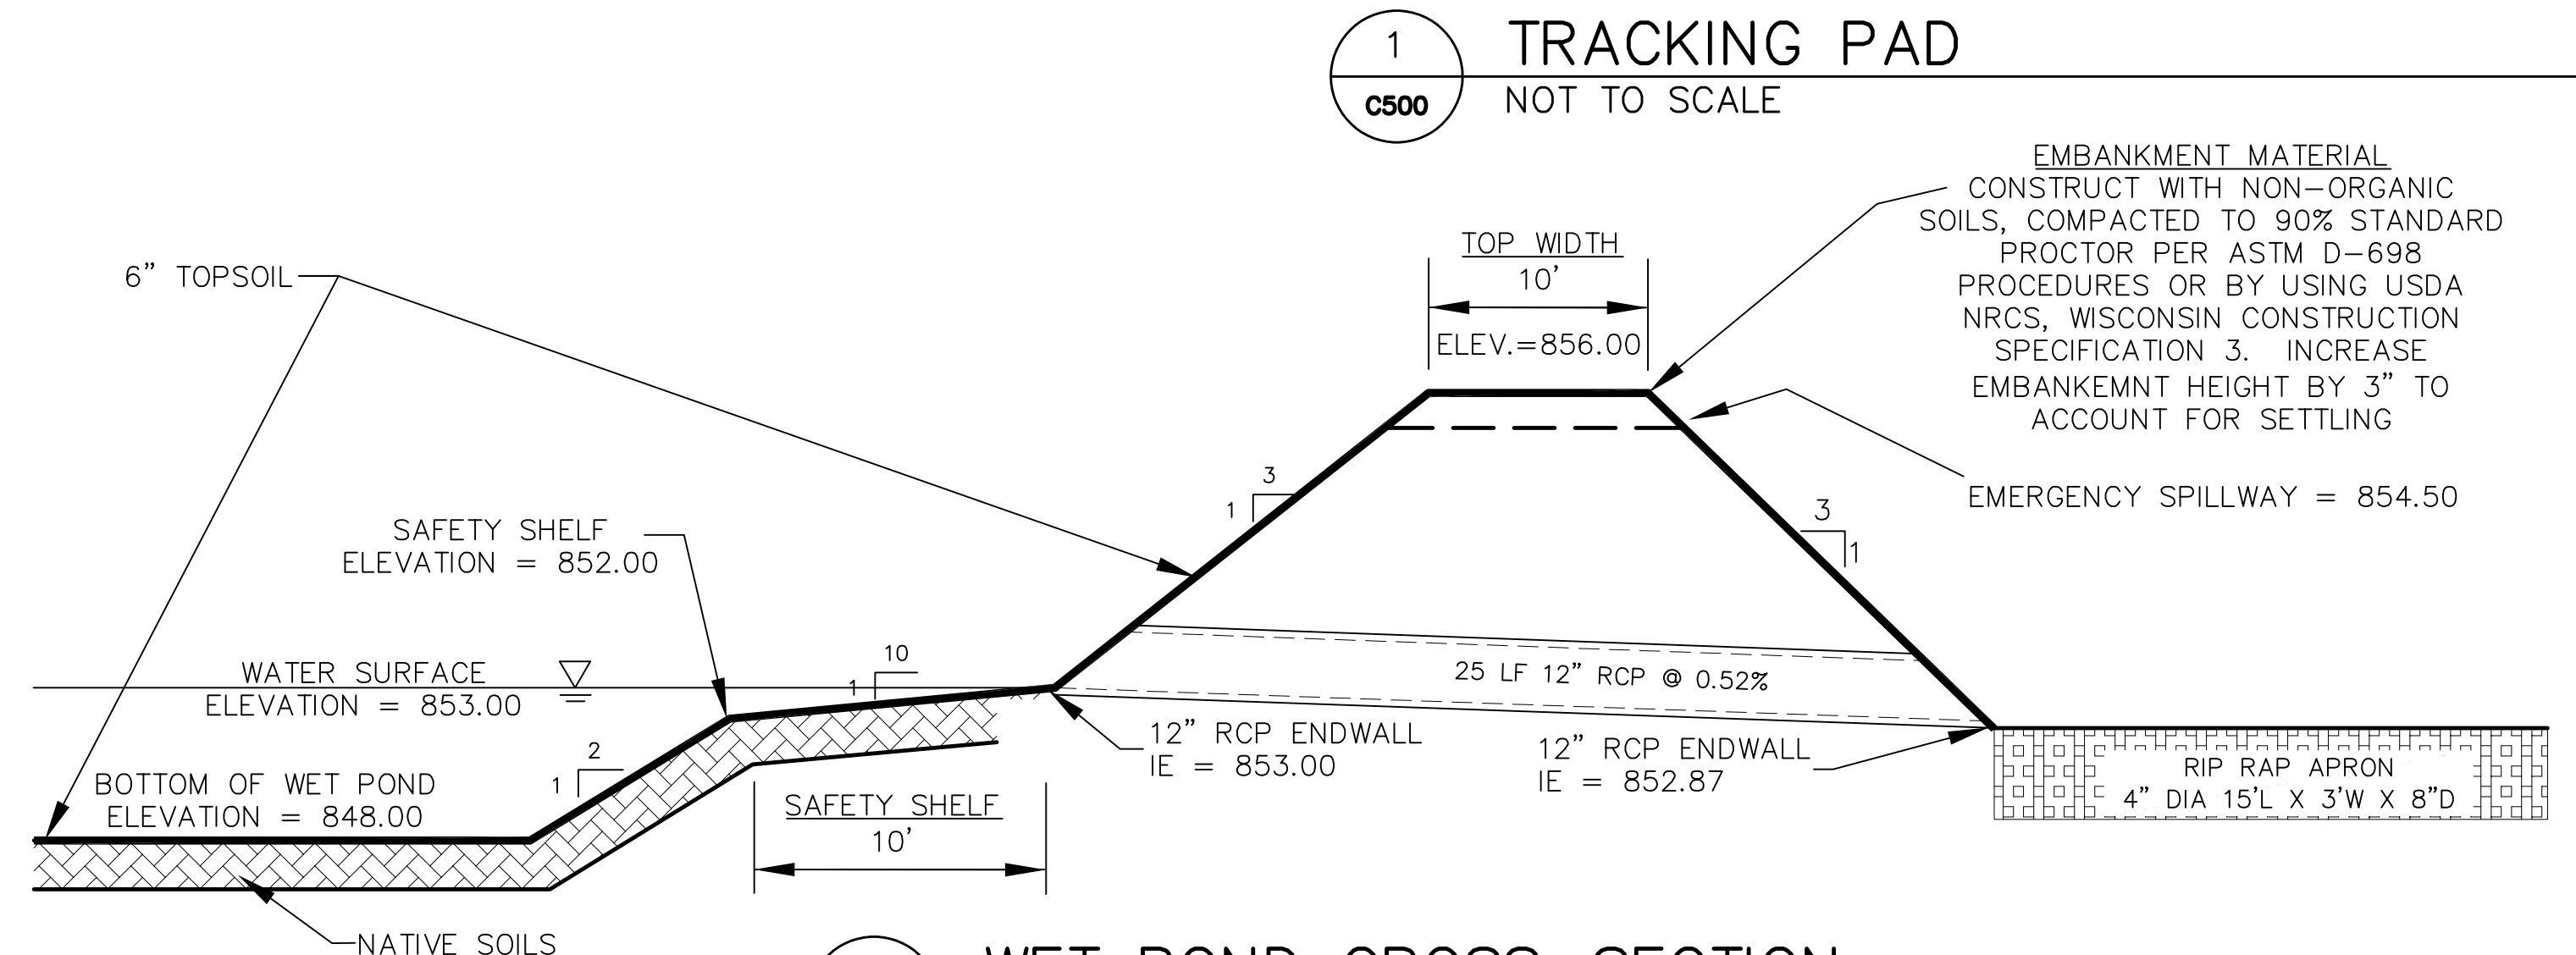 1
C500
TRACKING PAD
NOT TO SCALE
EMBANKMENT MATERIAL
CONSTRUCT WITH NON-ORGANIC
SOILS, COMPACTED TO 90% STANDARD
PROCTOR PER ASTM D-698
PROCEDURES OR BY USING USDA
NRCS, WISCONSIN CONSTRUCTION
SPECIFICATION 3. INCREASE
EMBANKEMNT HEIGHT BY 3" TO
ACCOUNT FOR SETTLING
TOP WIDTH
10'
ELEV.=856.00
6" TOPSOIL
EMERGENCY SPILLWAY = 854.50
3
1
3
1
SAFETY SHELF
ELEVATION = 852.00
WATER SURFACE
ELEVATION = 853.00
10
1
25 LF 12" RCP @ 0.52%
12" RCP ENDWALL
IE = 853.00
12" RCP ENDWALL
IE = 852.87
RIP RAP APRON
4" DIA 15'L X 3'W X 8"D
2
1
BOTTOM OF WET POND
ELEVATION = 848.00
SAFETY SHELF
10'
NATIVE SOILS
WET POND CROSS SECTION